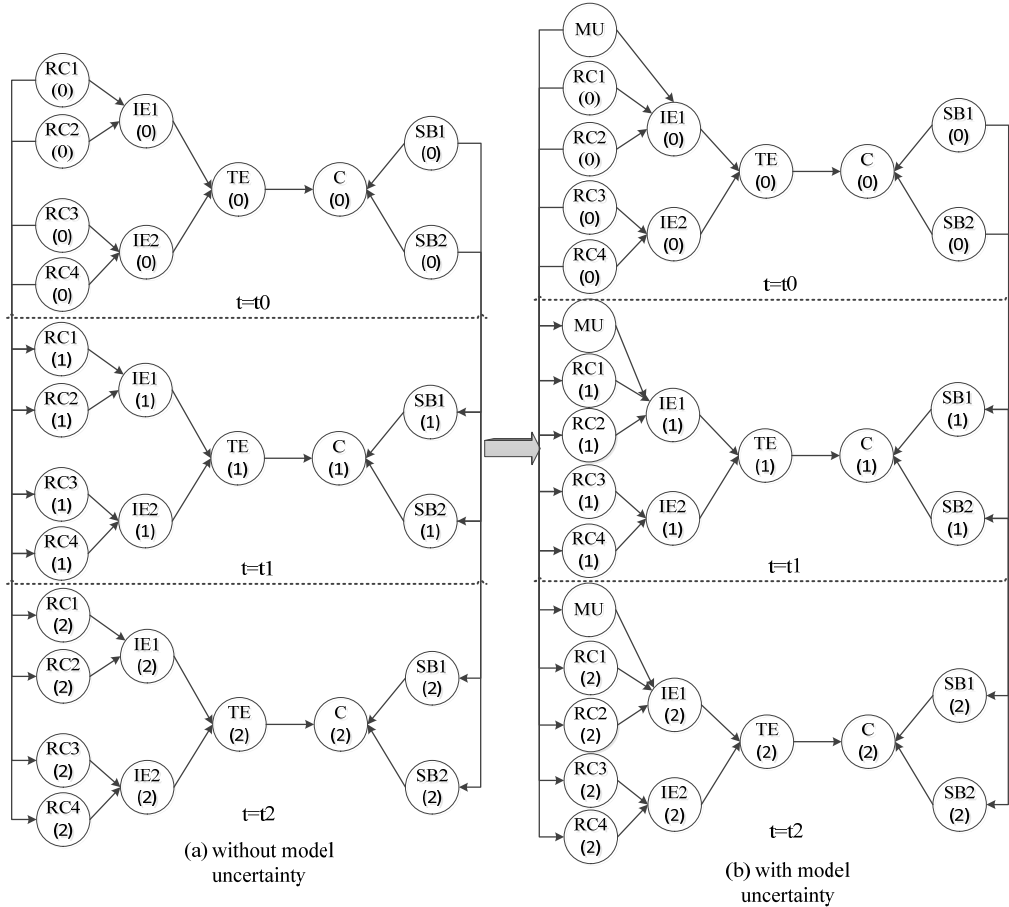 RC1
(0)
RC2
(0)
IE1
(0)
RC3
(0)
RC4
(0)
IE2
(0)
TE
(0)
C
(0)
SB1
(0)
SB2
(0)
t=t0
RC1
(1)
RC2
(1)
IE1
(1)
RC3
(1)
RC4
(1)
IE2
(1)
TE
(1)
C
(1)
SB1
(1)
SB2
(1)
t=t1
RC1
(2)
RC2
(2)
IE1
(2)
RC3
(2)
RC4
(2)
IE2
(2)
TE
(2)
C
(2)
SB1
(2)
SB2
(2)
t=t2
(a) without model
uncertainty
MU
RC1
(0)
RC2
(0)
IE1
(0)
RC3
(0)
RC4
(0)
IE2
(0)
TE
(0)
C
(0)
SB1
(0)
SB2
(0)
t=t0
MU
RC1
(1)
RC2
(1)
IE1
(1)
RC3
(1)
RC4
(1)
IE2
(1)
TE
(1)
C
(1)
SB1
(1)
SB2
(1)
t=t1
MU
RC1
(2)
RC2
(2)
IE1
(2)
RC3
(2)
RC4
(2)
IE2
(2)
TE
(2)
C
(2)
SB1
(2)
SB2
(2)
t=t2
(b) with model
uncertainty